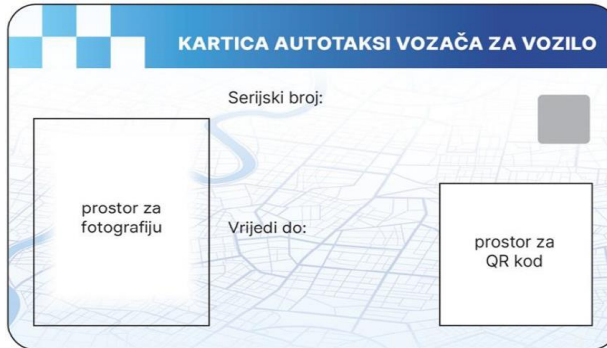 KARTICA AUTOTAKSI VOZAČA ZA VOZILO
Serijski broj:
prostor za
fotografiju
Vrijedi do:
prostor za
QR kod